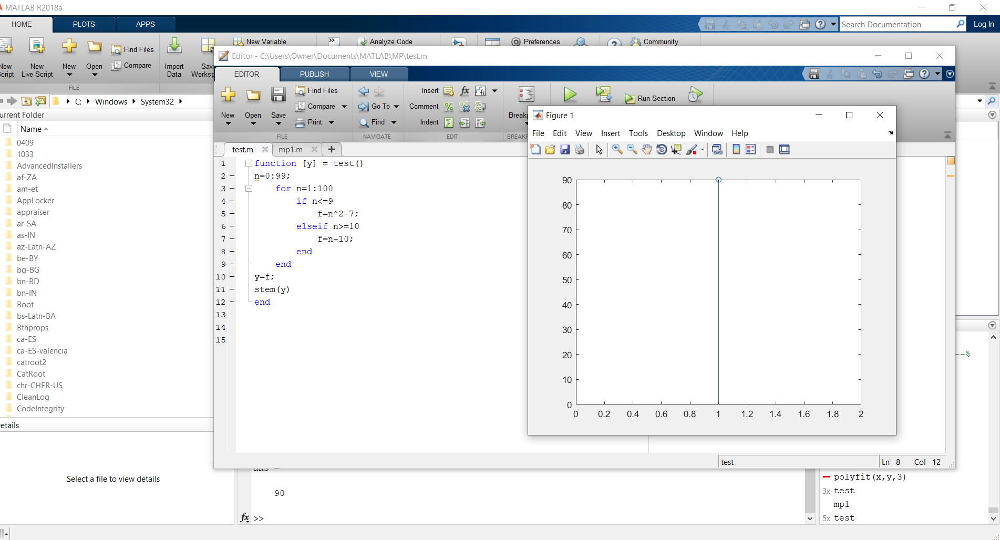 MATLAB R2018a
HOME PLOTS APPS
Search Documentation
Log In
New Variable
Analyze Code
Preferences
Community
Find Files
Compare
New Live Script
New
Open
Import Data
FILE
C: Windows System32
Name
0409
1033
AdvancedInstallers
af-ZA
am-et
AppLocker
appraiser
ar-SA
as-IN
az-Latn-AZ
be-BY
bg-BG
bn-BD
bn-IN
Boot
bs-Latn-BA
Bthprops
ca-ES
ca-ES-valencia
catroot2
CatRoot
chr-CHER-US
CleanLog
CodeIntegrity
etails
Select a file to view details
Editor - C:\Users\Owner\Documents\MATLAB\MP\test.m
EDITOR PUBLISH VIEW
New
Open
Save
Find Files
Compare
Print
FILE
Go To
Find
NAVIGATE
Insert
Comment
Indent
EDIT
Breakp
BREAKP
Run Section
test.m mp1.m
1 function [y] = test()
2 n=0:99;
3 for n=1:100
4 if n<=9
5 f=n^2-7;
6 elseif n>=10
7 f=n-10;
8 end
9 end
10 y=f;
11 stem(y)
12 end
13
14
15
test
Ln 8 Col 12
Figure 1
File Edit View Insert Tools Desktop Window Help
90
80
70
60
50
40
30
20
10
0
0 0.2 0.4 0.6 0.8 1 1.2 1.4 1.6 1.8 2
--%
90
fx >>
polyfit(x,y,3)
3x test
mp1
5x test